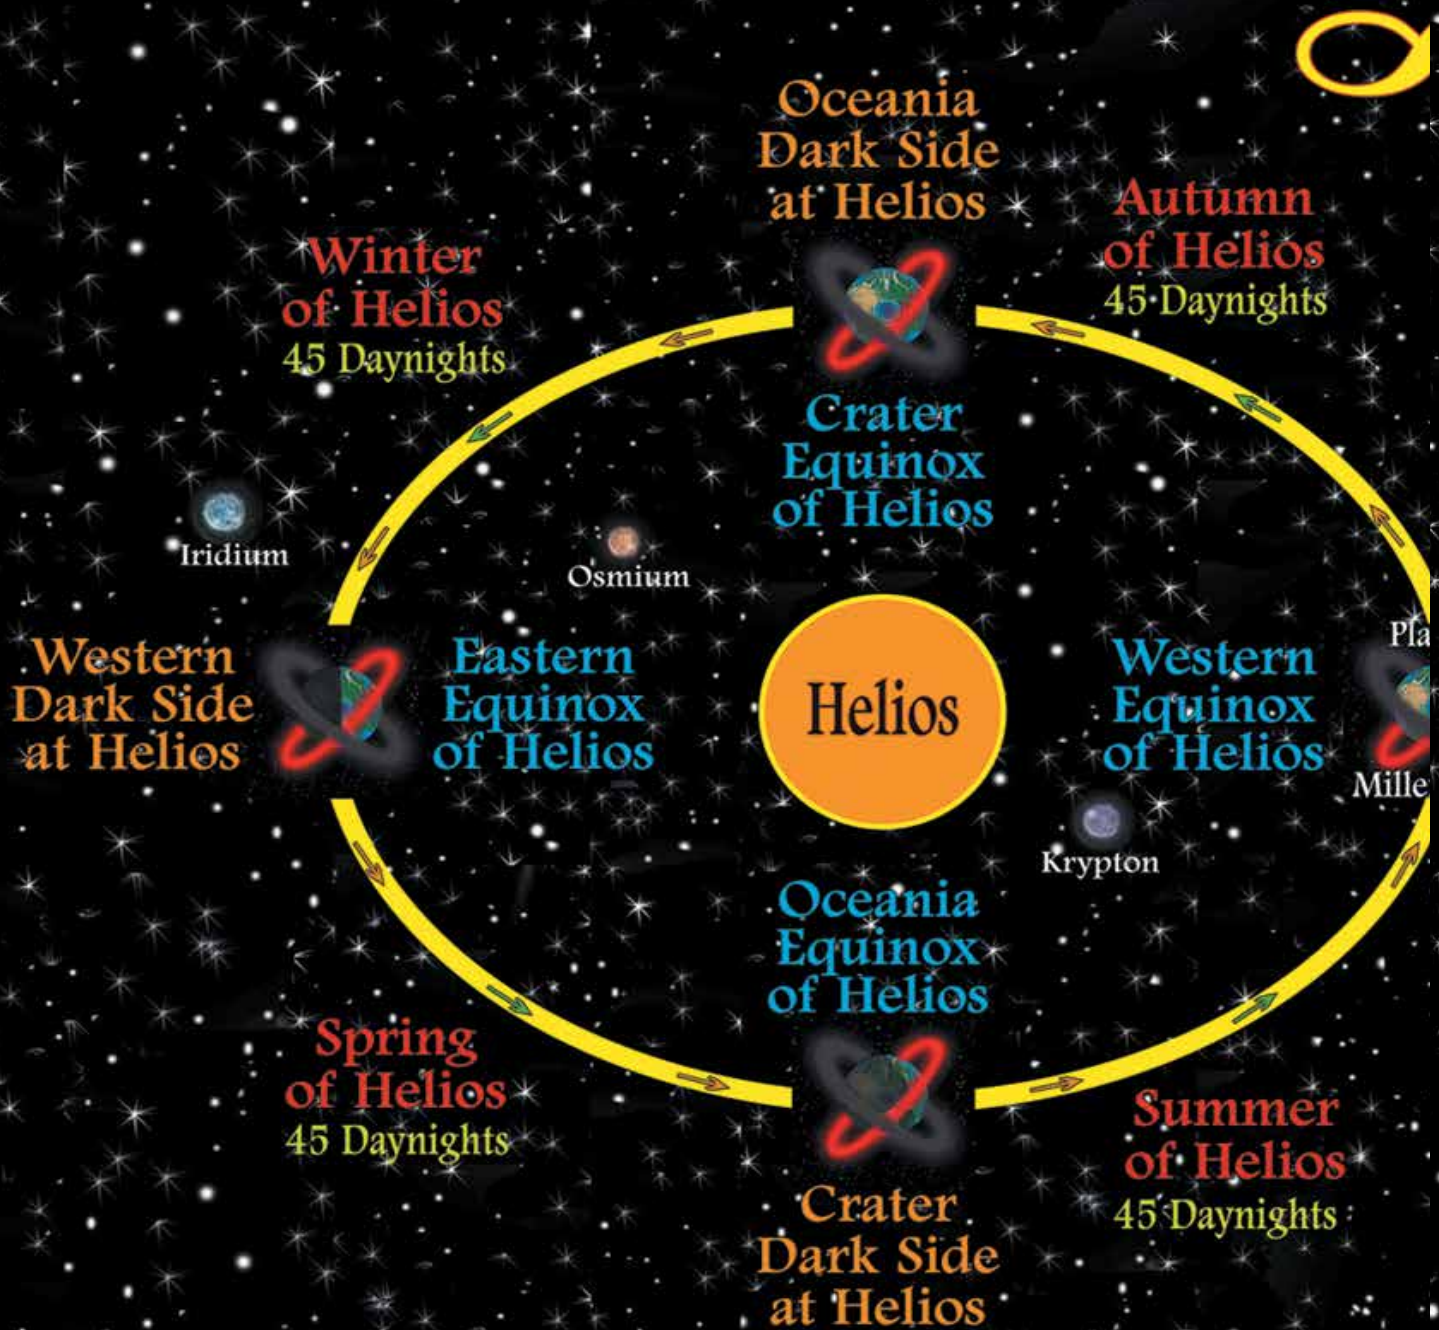 Oceania
Dark Side
at Helios
Autumn
of Helios
45 Daynights
Winter
of Helios
45 Daynights
Crater
Equinox
of Helios
Iridium
Osmium
Western
Dark Side
at Helios
Eastern
Equinox
of Helios
Helios
Western
Equinox
of Helios
Pla
Mille
Krypton
Oceania
Equinox
of Helios
Spring
of Helios
45 Daynights
Summer
of Helios
45 Daynights
Crater
Dark Side
at Helios